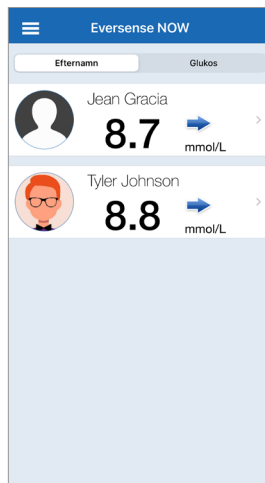 Eversense NOW
Efternamn Glukos
Jean Gracia
8.7 mmol/L
Tyler Johnson
8.8 mmol/L